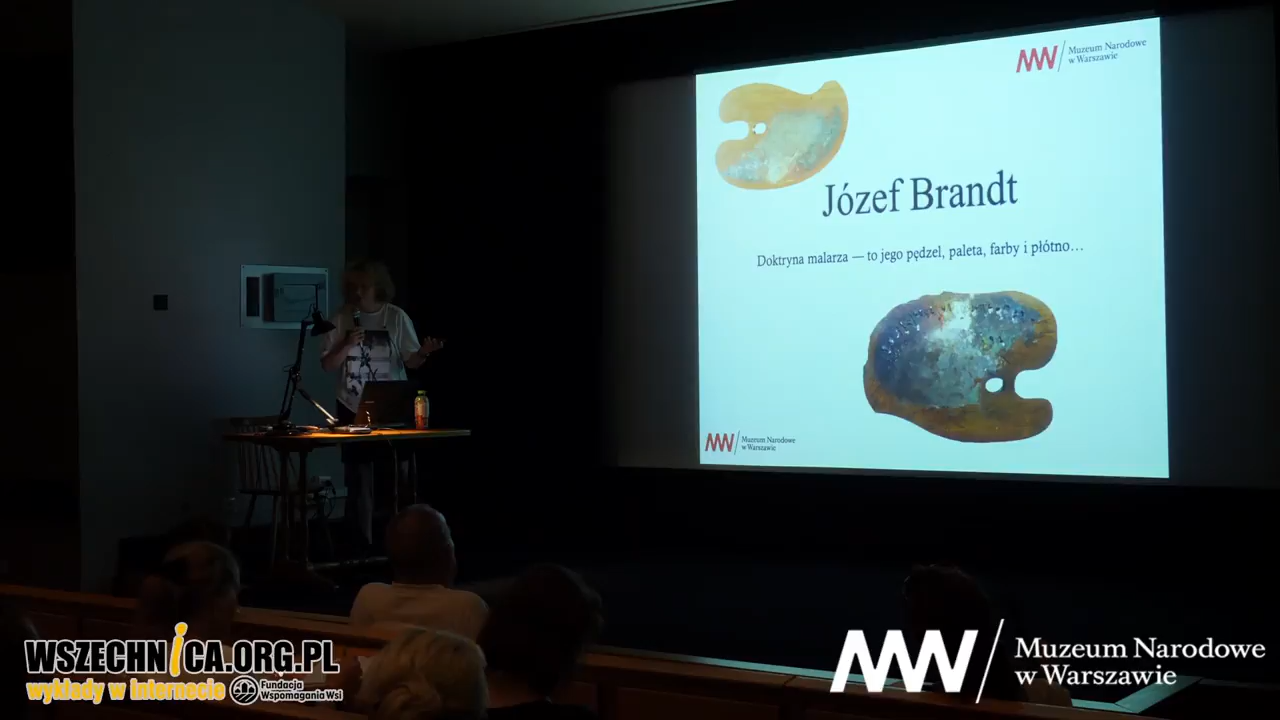 Muzeum Narodowe
w Warszawie
Józef Brandt
Doktryna malarza — to jego pędzel, paleta, farby i płótno…
Muzeum Narodowe
w Warszawie
WSZECHNICA.ORG.PL
wykłady w internecie
Fundacja
Wspomagania Wsi
Muzeum Narodowe
w Warszawie